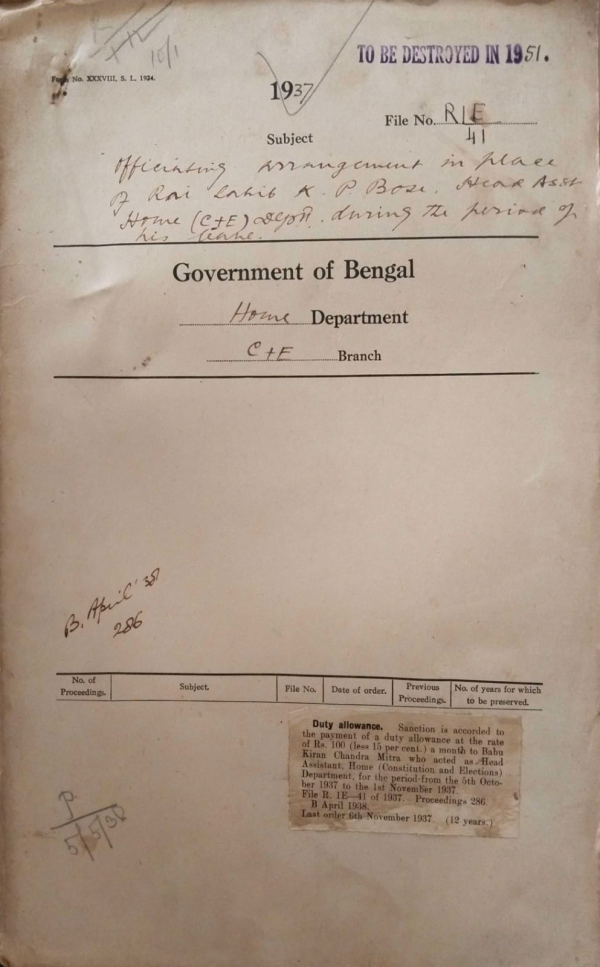 10/1
TO BE DESTROYED IN 1951.
Form No. XXXVIII, S. L. 1924.
1937
File No. R1E
41
Subject
Officiating arrangement in place
of Rai Sahib K. P. Bose, Head Asst
Home (C+E) Deptt. during the period of
his leave.
Government of Bengal
Home Department
C+E Branch
B. April '38
286
No. of Proceedings. Subject. File No. Date of order. Previous Proceedings. No. of years for which to be preserved.
Duty allowance. Sanction is accorded to
the payment of a duty allowance at the rate
of Rs. 100 (less 15 per cent.) a month to Babu
Kiran Chandra Mitra who acted as Head
Assistant, Home (Constitution and Elections)
Department, for the period from the 5th Octo-
ber 1937 to the 1st November 1937.
File R. IE—41 of 1937. Proceedings 286.
B April 1938.
Last order 6th November 1937. (12 years.)
5/5/38